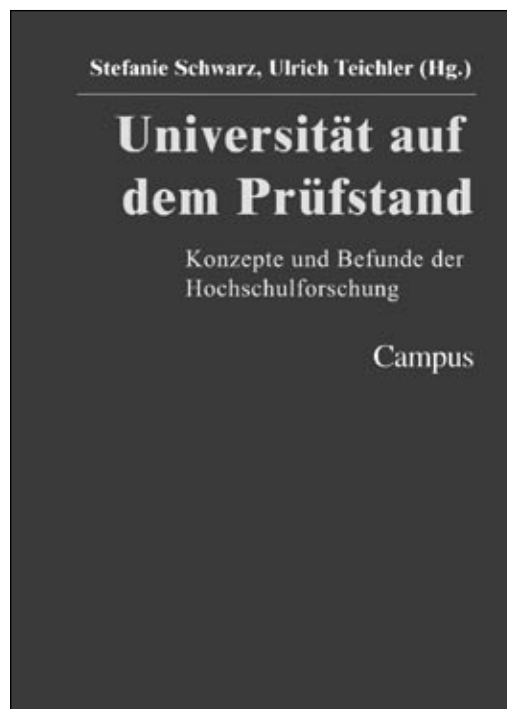 Stefanie Schwarz, Ulrich Teichler (Hg.)
Universität auf
dem Prüfstand
Konzepte und Befunde der
Hochschulforschung
Campus